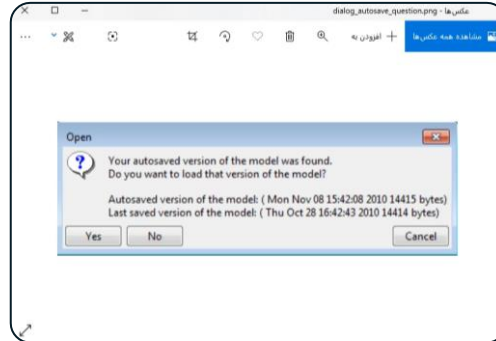 dialog_autosave_question.png - عکس‌ها
مشاهده همه عکس‌ها
افزودن به
Open
Your autosaved version of the model was found.
Do you want to load that version of the model?
Autosaved version of the model: ( Mon Nov 08 15:42:08 2010 14415 bytes)
Last saved version of the model: ( Thu Oct 28 16:42:43 2010 14414 bytes)
Yes No Cancel